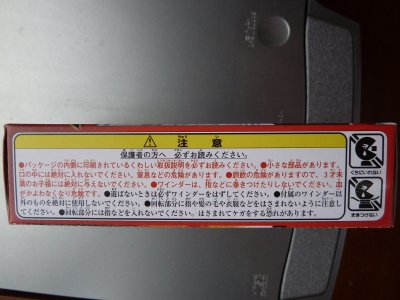 注意
保護者の方へ 必ずお読みください。
●パッケージの内側に印刷されているくわしい取扱説明を必ずお読みください。●小さな部品があります。
口の中には絶対に入れないでください。窒息などの危険があります。●誤飲の危険がありますので、3才未
満のお子様には絶対に与えないでください。●ワインダーは、指などに巻きつけたりしないでください。血
がかよわなくなり危険です。●遊ばないときは必ずワインダーをはずしてください。●付属のワインダー以
外のものを絶対に使用しないでください。●回転部分に指や髪の毛や衣服などをはさまれないように注意し
てください。●回転部分には指などを入れないでください。はさまれてケガをする恐れがあります。
くちにいれない
まきつけない